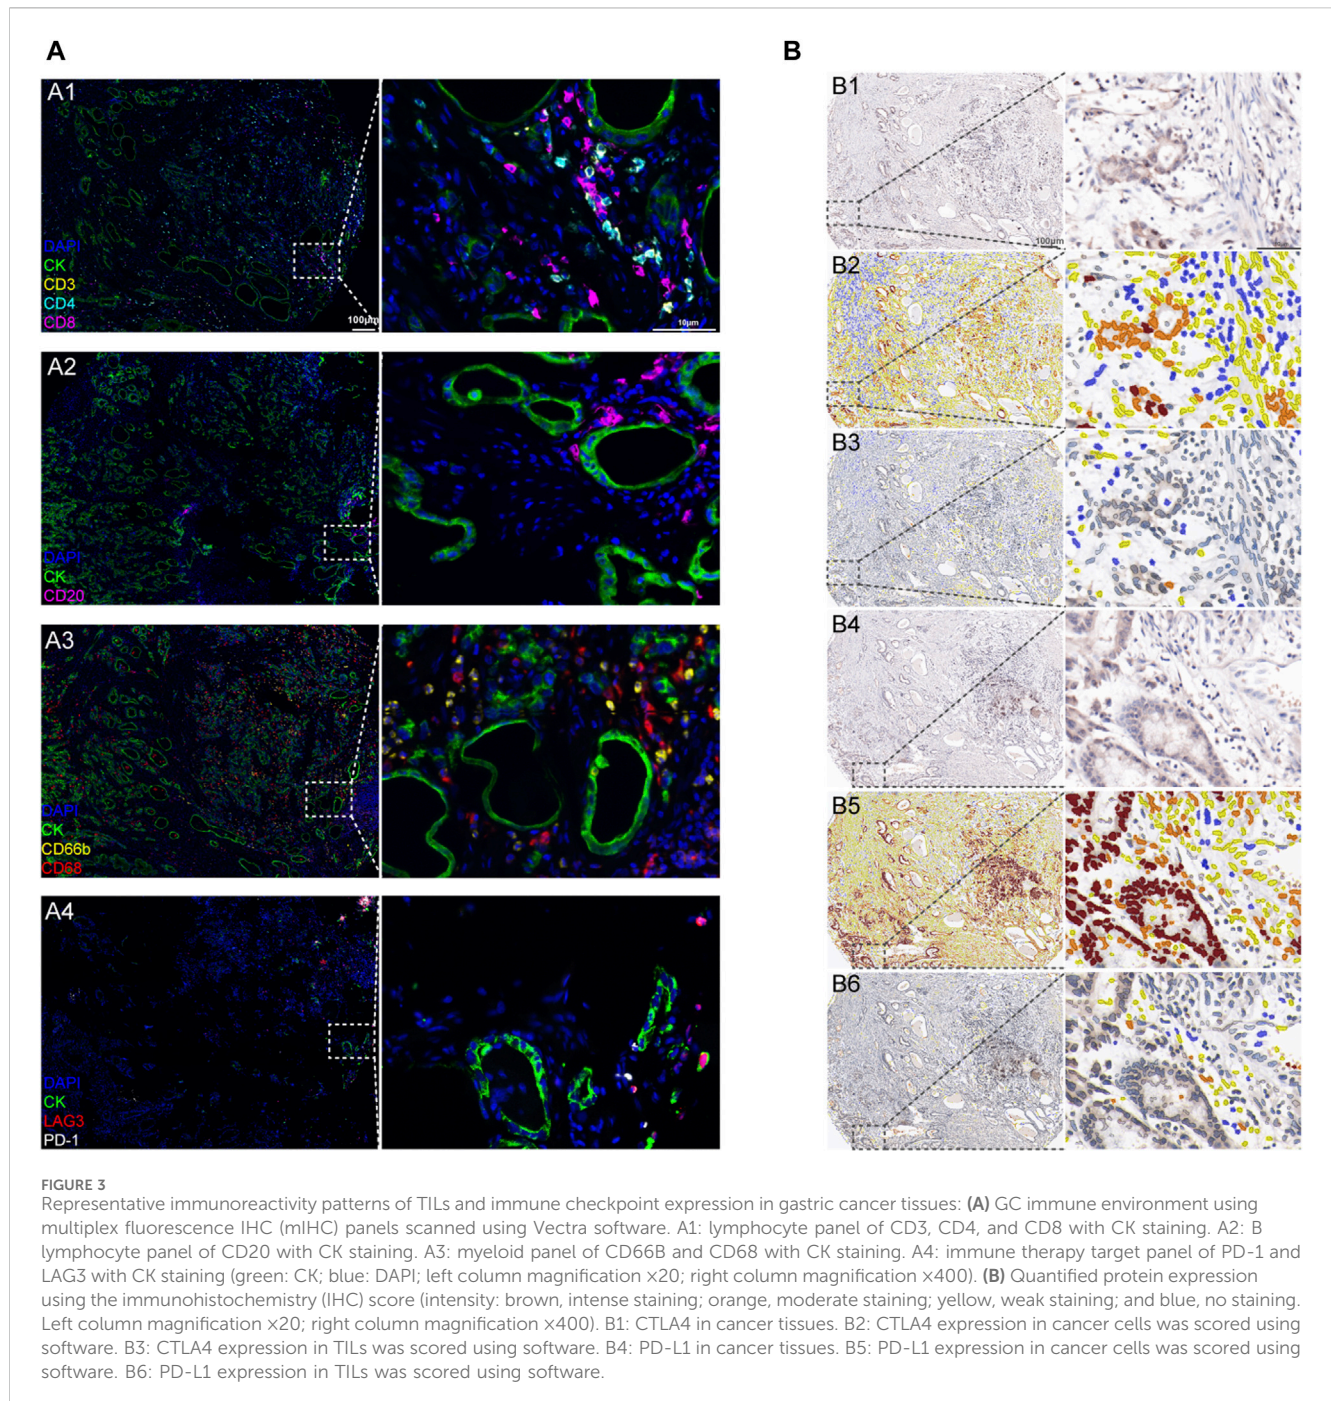 A
B
A1
DAPI
CK
CD3
CD4
CD8
100µm
10µm
A2
DAPI
CK
CD20
A3
DAPI
CK
CD66b
CD68
A4
DAPI
CK
LAG3
PD-1
B1
100µm
B2
B3
B4
B5
B6
FIGURE 3
Representative immunoreactivity patterns of TILs and immune checkpoint expression in gastric cancer tissues: (A) GC immune environment using
multiplex fluorescence IHC (mIHC) panels scanned using Vectra software. A1: lymphocyte panel of CD3, CD4, and CD8 with CK staining. A2: B
lymphocyte panel of CD20 with CK staining. A3: myeloid panel of CD66B and CD68 with CK staining. A4: immune therapy target panel of PD-1 and
LAG3 with CK staining (green: CK; blue: DAPI; left column magnification ×20; right column magnification ×400). (B) Quantified protein expression
using the immunohistochemistry (IHC) score (intensity: brown, intense staining; orange, moderate staining; yellow, weak staining; and blue, no staining.
Left column magnification ×20; right column magnification ×400). B1: CTLA4 in cancer tissues. B2: CTLA4 expression in cancer cells was scored using
software. B3: CTLA4 expression in TILs was scored using software. B4: PD-L1 in cancer tissues. B5: PD-L1 expression in cancer cells was scored using
software. B6: PD-L1 expression in TILs was scored using software.